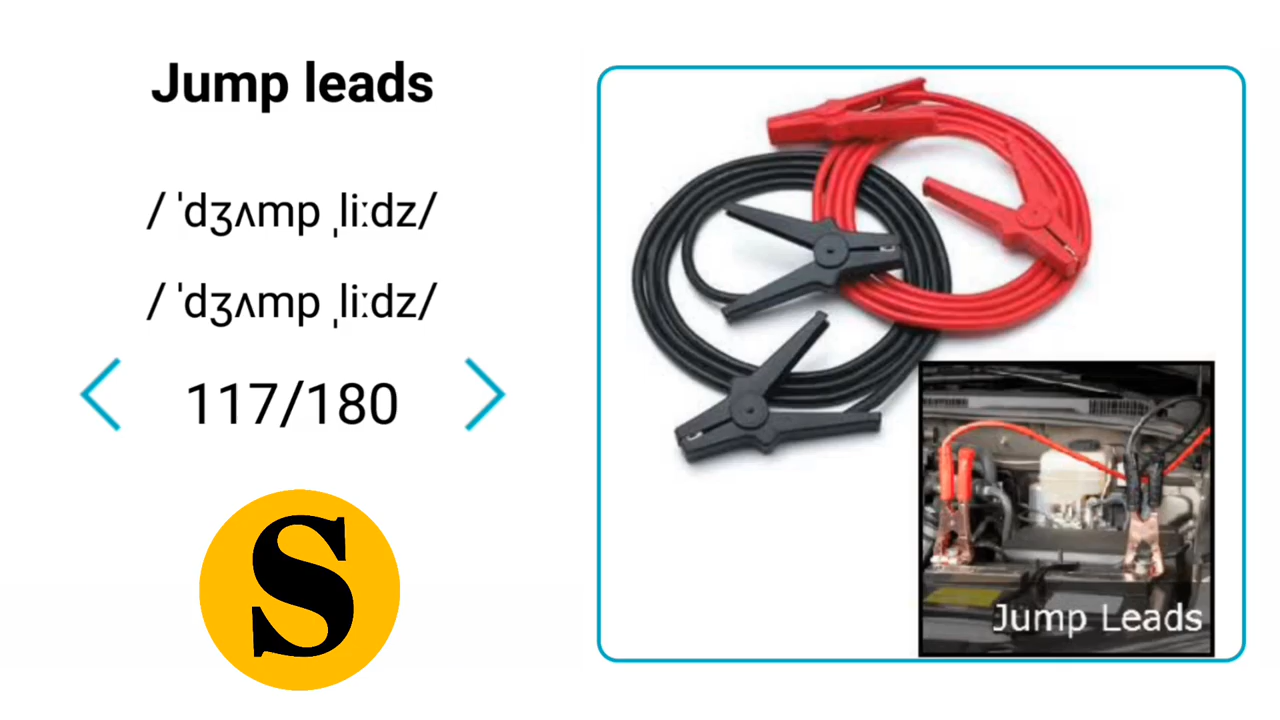 Jump leads
/ ˈdʒʌmp ˌliːdz/
/ ˈdʒʌmp ˌliːdz/
117/180
S
Jump Leads